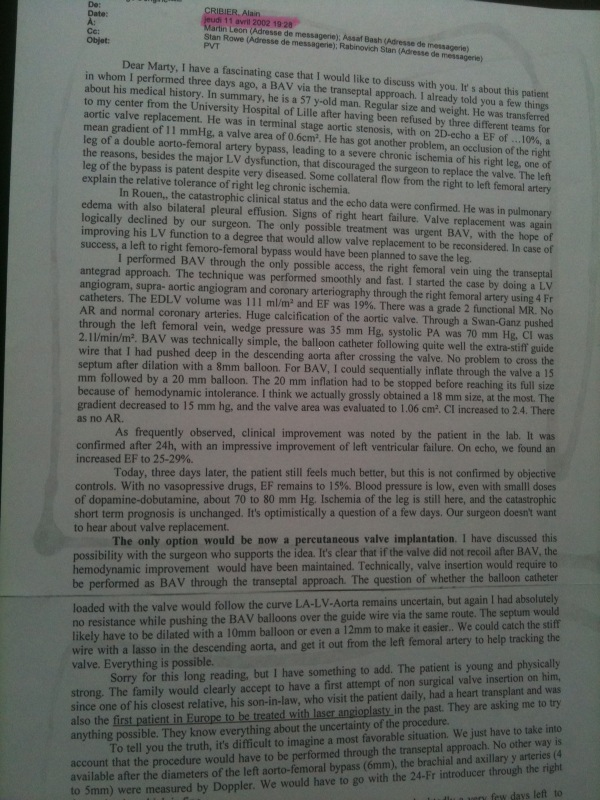 De:
CRIBIER, Alain
Date:
jeudi 11 avril 2002 19:28
À:
Martin Leon (Adresse de messagerie); Assaf Bash (Adresse de messagerie)
Cc:
Stan Rowe (Adresse de messagerie); Rabinovich Stan (Adresse de messagerie)
Objet:
PVT
Dear Marty, I have a fascinating case that I would like to discuss with you. It' s about this patient
in whom I performed three days ago, a BAV via the transeptal approach. I already told you a few things
about his medical history. In summary, he is a 57 y-old man. Regular size and weight. He was transferred
to my center from the University Hospital of Lille after having been refused by three different teams for
aortic valve replacement. He was in terminal stage aortic stenosis, with on 2D-echo a EF of ...10%, a
mean gradient of 11 mmHg, a valve area of 0.6cm². He has got another problem, an occlusion of the right
leg of a double aorto-femoral artery bypass, leading to a severe chronic ischemia of his right leg, one of
the reasons, besides the major LV dysfunction, that discouraged the surgeon to replace the valve. The left
leg of the bypass is patent despite very diseased. Some collateral flow from the right to left femoral artery
explain the relative tolerance of right leg chronic ischemia.
In Rouen,, the catastrophic clinical status and the echo data were confirmed. He was in pulmonary
edema with also bilateral pleural effusion. Signs of right heart failure. Valve replacement was again
logically declined by our surgeon. The only possible treatment was urgent BAV, with the hope of
improving his LV function to a degree that would allow valve replacement to be reconsidered. In case of
success, a left to right femoro-femoral bypass would have been planned to save the leg.
I performed BAV through the only possible access, the right femoral vein uing the transeptal
antegrad approach. The technique was performed smoothly and fast. I started the case by doing a LV
angiogram, supra- aortic angiogram and coronary arteriography through the right femoral artery using 4 Fr
catheters. The EDLV volume was 111 ml/m² and EF was 19%. There was a grade 2 functional MR. No
AR and normal coronary arteries. Huge calcification of the aortic valve. Through a Swan-Ganz pushed
through the left femoral vein, wedge pressure was 35 mm Hg, systolic PA was 70 mm Hg, CI was
2.1l/min/m². BAV was technically simple, the balloon catheter following quite well the extra-stiff guide
wire that I had pushed deep in the descending aorta after crossing the valve. No problem to cross the
septum after dilation with a 8mm balloon. For BAV, I could sequentially inflate through the valve a 15
mm followed by a 20 mm balloon. The 20 mm inflation had to be stopped before reaching its full size
because of hemodynamic intolerance. I think we actually grossly obtained a 18 mm size, at the most. The
gradient decreased to 15 mm hg, and the valve area was evaluated to 1.06 cm². CI increased to 2.4. There
as no AR.
As frequently observed, clinical improvement was noted by the patient in the lab. It was
confirmed after 24h, with an impressive improvement of left ventricular failure. On echo, we found an
increased EF to 25-29%.
Today, three days later, the patient still feels much better, but this is not confirmed by objective
controls. With no vasopressive drugs, EF remains to 15%. Blood pressure is low, even with smalll doses
of dopamine-dobutamine, about 70 to 80 mm Hg. Ischemia of the leg is still here, and the catastrophic
short term prognosis is unchanged. It's optimistically a question of a few days. Our surgeon doesn't want
to hear about valve replacement.
The only option would be now a percutaneous valve implantation. I have discussed this
possibility with the surgeon who supports the idea. It's clear that if the valve did not recoil after BAV, the
hemodynamic improvement would have been maintained. Technically, valve insertion would require to
be performed as BAV through the transeptal approach. The question of whether the balloon catheter
loaded with the valve would follow the curve LA-LV-Aorta remains uncertain, but again I had absolutely
no resistance while pushing the BAV balloons over the guide wire via the same route. The septum would
likely have to be dilated with a 10mm balloon or even a 12mm to make it easier.. We could catch the stiff
wire with a lasso in the descending aorta, and get it out from the left femoral artery to help tracking the
valve. Everything is possible.
Sorry for this long reading, but I have something to add. The patient is young and physically
strong. The family would clearly accept to have a first attempt of non surgical valve insertion on him,
since one of his closest relative, his son-in-law, who visit the patient daily, had a heart transplant and was
also the first patient in Europe to be treated with laser angioplasty in the past. They are asking me to try
anything possible. They know everything about the uncertainty of the procedure.
To tell you the truth, it's difficult to imagine a most favorable situation. We just have to take into
account that the procedure would have to be performed through the transeptal approach. No other way is
available after the diameters of the left aorto-femoral bypass (6mm), the brachial and axillary y arteries (4
to 5mm) were measured by Doppler. We would have to go with the 24-Fr introducer through the right
very few days left to